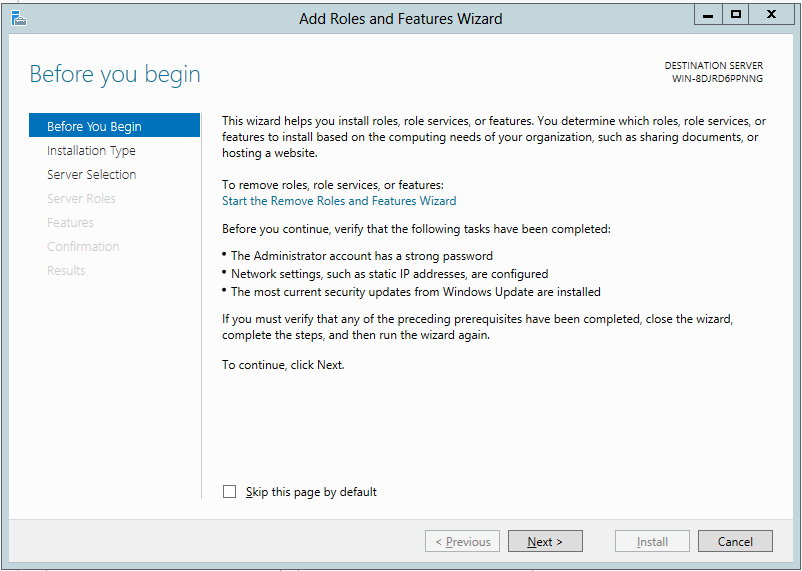 Add Roles and Features Wizard
Before you begin
DESTINATION SERVER
WIN-8DJRD6PPNNG
Before You Begin
Installation Type
Server Selection
Server Roles
Features
Confirmation
Results
This wizard helps you install roles, role services, or features. You determine which roles, role services, or
features to install based on the computing needs of your organization, such as sharing documents, or
hosting a website.
To remove roles, role services, or features:
Start the Remove Roles and Features Wizard
Before you continue, verify that the following tasks have been completed:
• The Administrator account has a strong password
• Network settings, such as static IP addresses, are configured
• The most current security updates from Windows Update are installed
If you must verify that any of the preceding prerequisites have been completed, close the wizard,
complete the steps, and then run the wizard again.
To continue, click Next.
Skip this page by default
< Previous
Next >
Install
Cancel